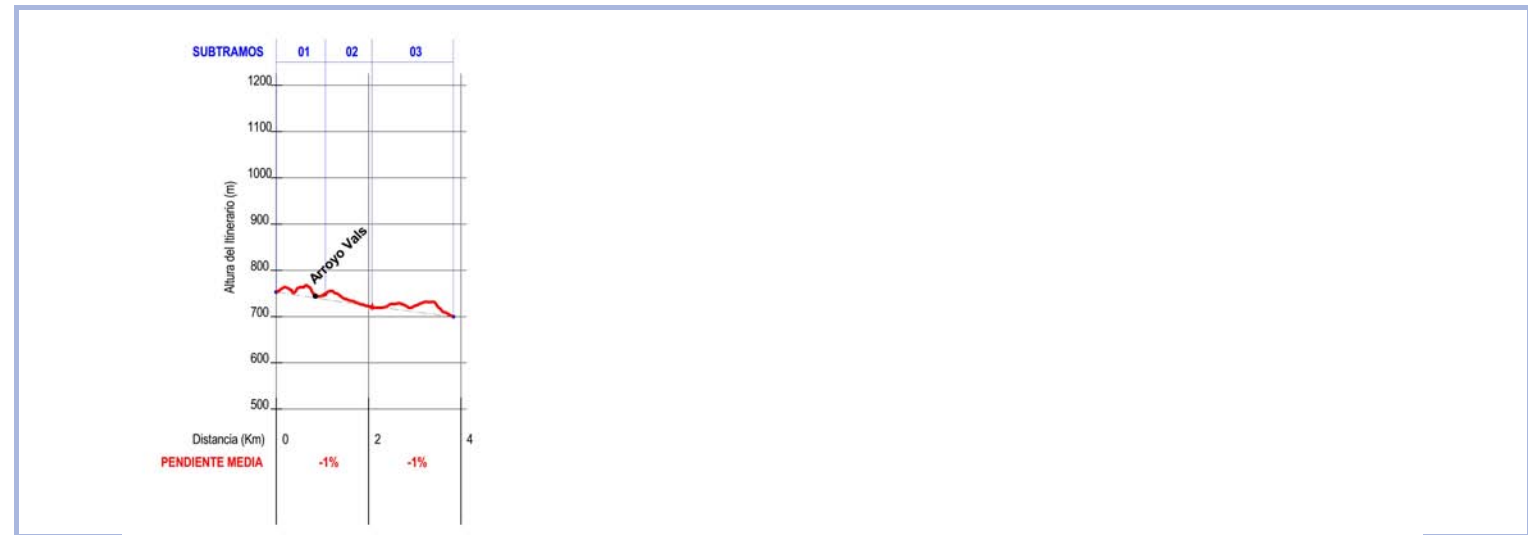 SUBTRAMOS 01 02 03
1200
1100
1000
900
800
700
600
500
Altura del Itinerario (m)
Arroyo Vals
Distancia (Km) 0 2 4
PENDIENTE MEDIA -1% -1%